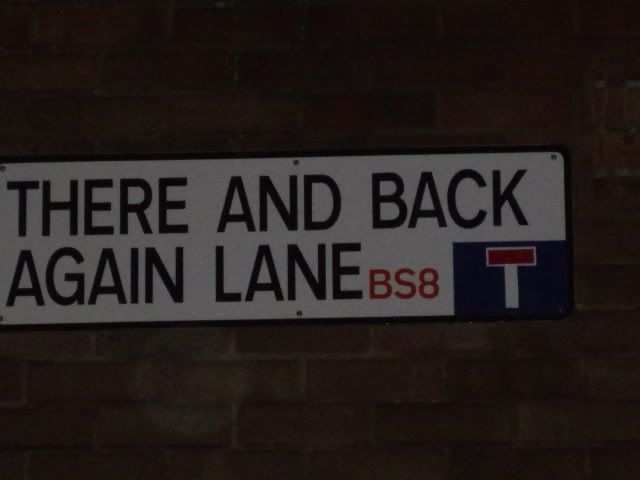 THERE AND BACK
AGAIN LANE BS8